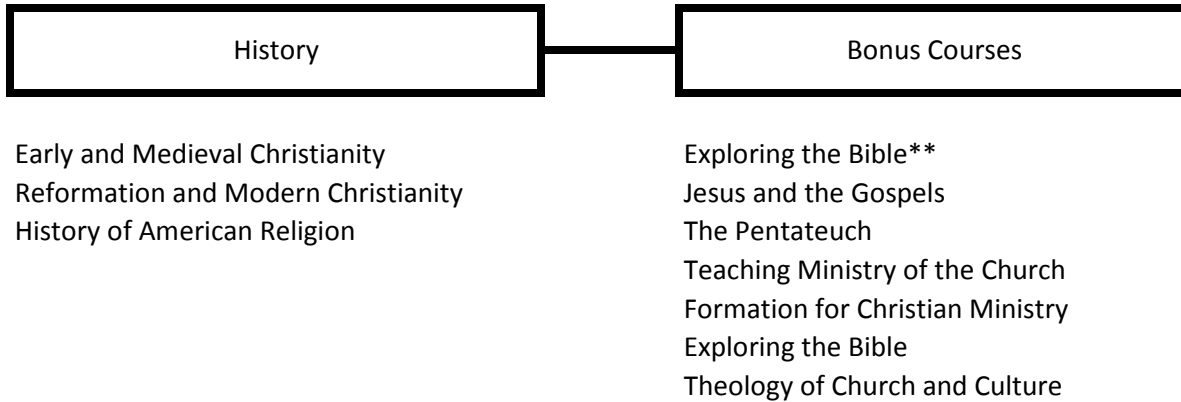 History
Bonus Courses
Early and Medieval Christianity
Reformation and Modern Christianity
History of American Religion
Exploring the Bible**
Jesus and the Gospels
The Pentateuch
Teaching Ministry of the Church
Formation for Christian Ministry
Exploring the Bible
Theology of Church and Culture